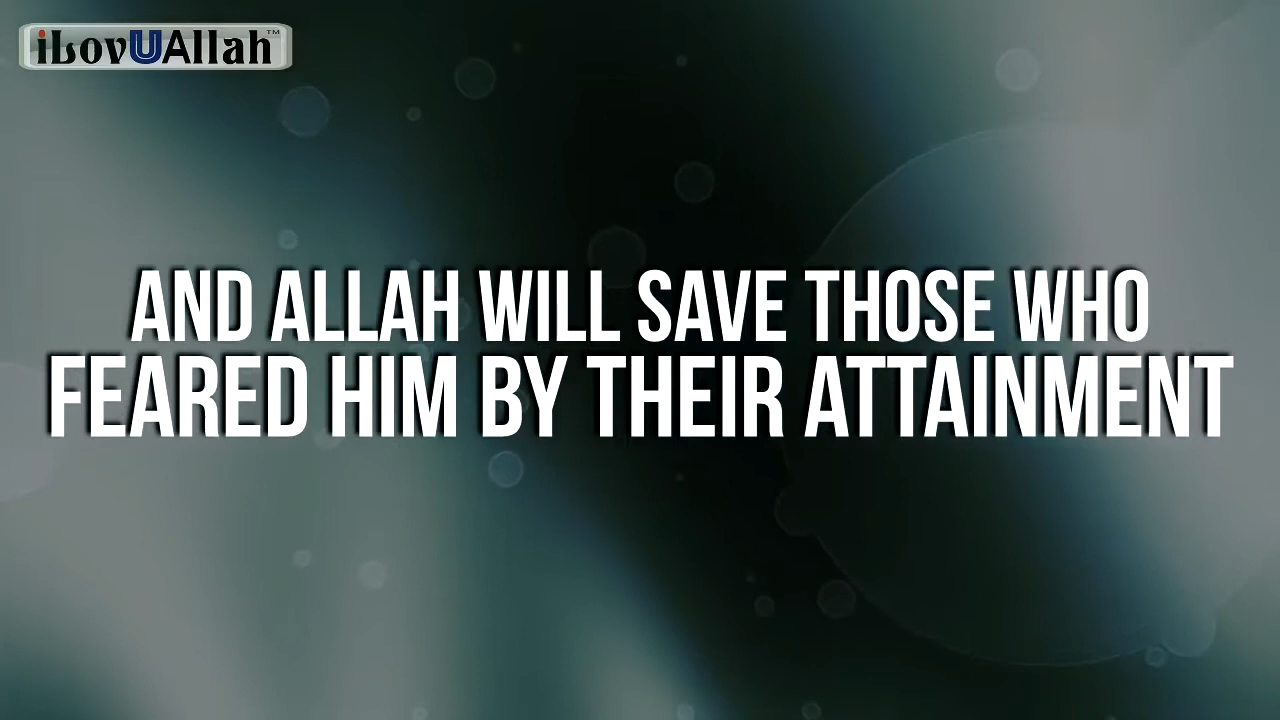 iLovUAllah™
AND ALLAH WILL SAVE THOSE WHO
FEARED HIM BY THEIR ATTAINMENT